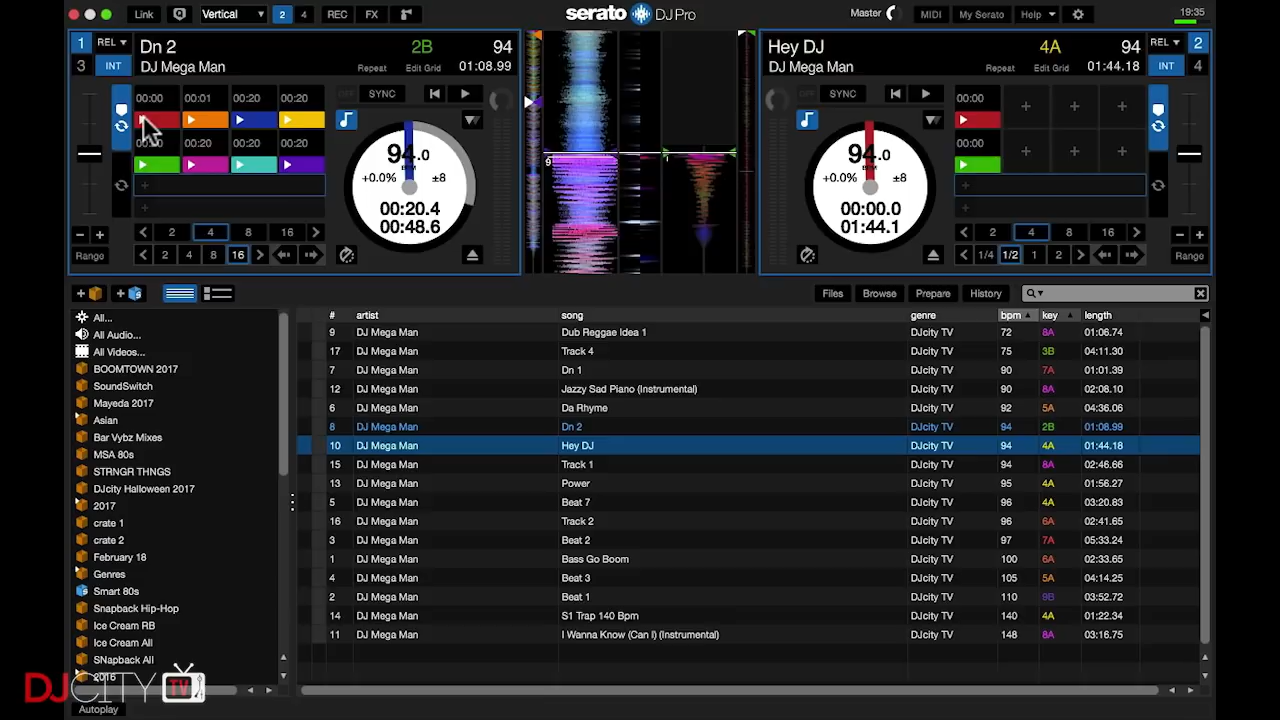 Link Vertical 2 4 REC FX serato DJ Pro Master MIDI My Serato Help 19:35
1 REL Dn 2 2B 94
3 INT DJ Mega Man Repeat Edit Grid 01:08.99
Hey DJ 4A 94 REL 2
DJ Mega Man Repeat Edit Grid 01:44.18 INT 4
00:00 00:01 00:20 00:20 OFF SYNC
00:20 00:20 00:20
94.0
BPM
+0.0% ±8
00:20.4
00:48.6
2 4 8 16
Range 2 4 8 16
9 1
OFF SYNC 00:00
00:00
94.0
BPM
+0.0% ±8
00:00.0
01:44.1
2 4 8 16
1/4 1/2 1 2 Range
Files Browse Prepare History
All...
All Audio...
All Videos...
BOOMTOWN 2017
SoundSwitch
Mayeda 2017
Asian
Bar Vybz Mixes
MSA 80s
STRNGR THNGS
DJcity Halloween 2017
2017
crate 1
crate 2
February 18
Genres
Smart 80s
Snapback Hip-Hop
Ice Cream RB
Ice Cream All
SNapback All
2016
Autoplay
# artist song genre bpm key length
9 DJ Mega Man Dub Reggae Idea 1 DJcity TV 72 8A 01:06.74
17 DJ Mega Man Track 4 DJcity TV 75 3B 04:11.30
7 DJ Mega Man Dn 1 DJcity TV 90 7A 01:01.39
12 DJ Mega Man Jazzy Sad Piano (Instrumental) DJcity TV 90 8A 02:08.10
6 DJ Mega Man Da Rhyme DJcity TV 92 5A 04:36.06
8 DJ Mega Man Dn 2 DJcity TV 94 2B 01:08.99
10 DJ Mega Man Hey DJ DJcity TV 94 4A 01:44.18
15 DJ Mega Man Track 1 DJcity TV 94 8A 02:46.66
13 DJ Mega Man Power DJcity TV 95 4A 01:56.27
5 DJ Mega Man Beat 7 DJcity TV 96 4A 03:20.83
16 DJ Mega Man Track 2 DJcity TV 96 6A 02:41.65
3 DJ Mega Man Beat 2 DJcity TV 97 7A 05:33.24
1 DJ Mega Man Bass Go Boom DJcity TV 100 6A 02:33.65
4 DJ Mega Man Beat 3 DJcity TV 105 5A 04:14.25
2 DJ Mega Man Beat 1 DJcity TV 110 9B 03:52.72
14 DJ Mega Man S1 Trap 140 Bpm DJcity TV 140 4A 01:22.34
11 DJ Mega Man I Wanna Know (Can I) (Instrumental) DJcity TV 148 8A 03:16.75
DJCITY TV